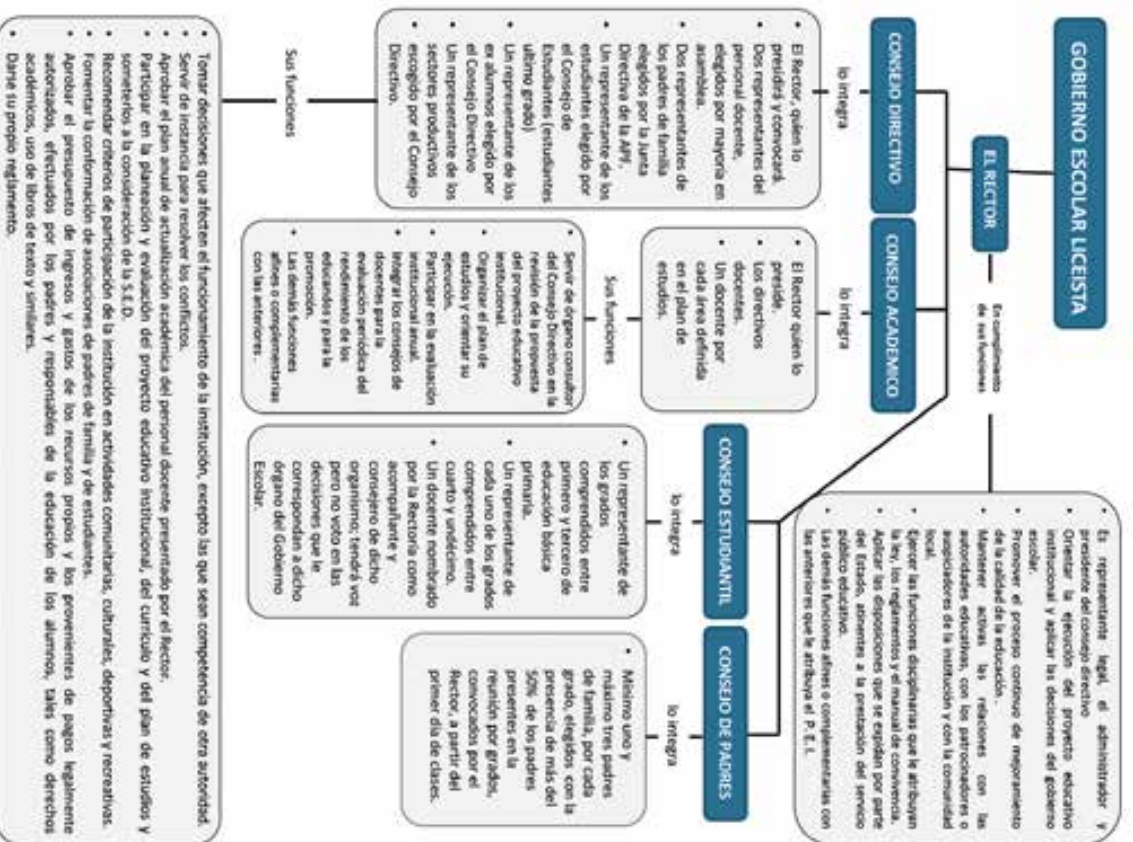 GOBIERNO ESCOLAR LICEISTA
EL RECTOR
En cumplimiento
de sus funciones
• Es representante legal, el administrador y
presidente del consejo directivo
• Orientar la ejecución del proyecto educativo
institucional y aplicar las decisiones del gobierno
escolar.
• Promover el proceso continuo de mejoramiento
de la calidad de la educación.
• Mantener activas las relaciones con las
autoridades educativas, con los patrocinadores o
auspiciadores de la institución y con la comunidad
local.
• Ejercer las funciones disciplinarias que le atribuyan
la ley, los reglamentos y el manual de convivencia.
• Aplicar las disposiciones que se expidan por parte
del Estado, atinentes a la prestación del servicio
público educativo.
• Las demás funciones afines o complementarias con
las anteriores que le atribuya el P. E. I.
CONSEJO DIRECTIVO
lo integra
• El Rector, quien lo
presidirá y convocará.
• Dos representantes del
personal docente,
elegidos por mayoría en
asamblea.
• Dos representantes de
los padres de familia
elegidos por la Junta
Directiva de la APF.
• Un representante de los
estudiantes elegido por
el Consejo de
Estudiantes (estudiantes
ultimo grado)
• Un representante de los
ex alumnos elegido por
el Consejo Directivo
• Un representante de los
sectores productivos
escogido por el Consejo
Directivo.
Sus funciones
• Tomar decisiones que afecten el funcionamiento de la institución, excepto las que sean competencia de otra autoridad.
• Servir de instancia para resolver los conflictos.
• Aprobar el plan anual de actualización académica del personal docente presentado por el Rector.
• Participar en la planeación y evaluación del proyecto educativo institucional, del currículo y del plan de estudios y
someterlos a la consideración de la S.E.D.
• Recomendar criterios de participación de la institución en actividades comunitarias, culturales, deportivas y recreativas.
• Fomentar la conformación de asociaciones de padres de familia y de estudiantes.
• Aprobar el presupuesto de ingresos y gastos de los recursos propios y los provenientes de pagos legalmente
autorizados, efectuados por los padres y responsables de la educación de los alumnos, tales como derechos
académicos, uso de libros de texto y similares.
• Darse su propio reglamento.
CONSEJO ACADEMICO
lo integra
• El Rector quien lo
preside.
• Los directivos
docentes.
• Un docente por
cada área definida
en el plan de
estudios.
Sus funciones
• Servir de órgano consultor
del Consejo Directivo en la
revisión de la propuesta
del proyecto educativo
institucional.
• Organizar el plan de
estudios y orientar su
ejecución.
• Participar en la evaluación
institucional anual.
• Integrar los consejos de
docentes para la
evaluación periódica del
rendimiento de los
educandos y para la
promoción.
• Las demás funciones
afines o complementarias
con las anteriores .
CONSEJO ESTUDIANTIL
lo integra
• Un representante de
los grados
comprendidos entre
primero y tercero de
educación básica
primaria.
• Un representante de
cada uno de los grados
comprendidos entre
cuarto y undécimo.
• Un docente nombrado
por la Rectoría como
acompañante y
consejero de dicho
organismo; tendrá voz
pero no voto en las
decisiones que le
correspondan a dicho
órgano del Gobierno
Escolar.
CONSEJO DE PADRES
lo integra
• Mínimo uno y
máximo tres padres
de familia, por cada
grado, elegidos con la
presencia de más del
50% de los padres
presentes en la
reunión por grados,
convocados por el
Rector, a partir del
primer día de clases.